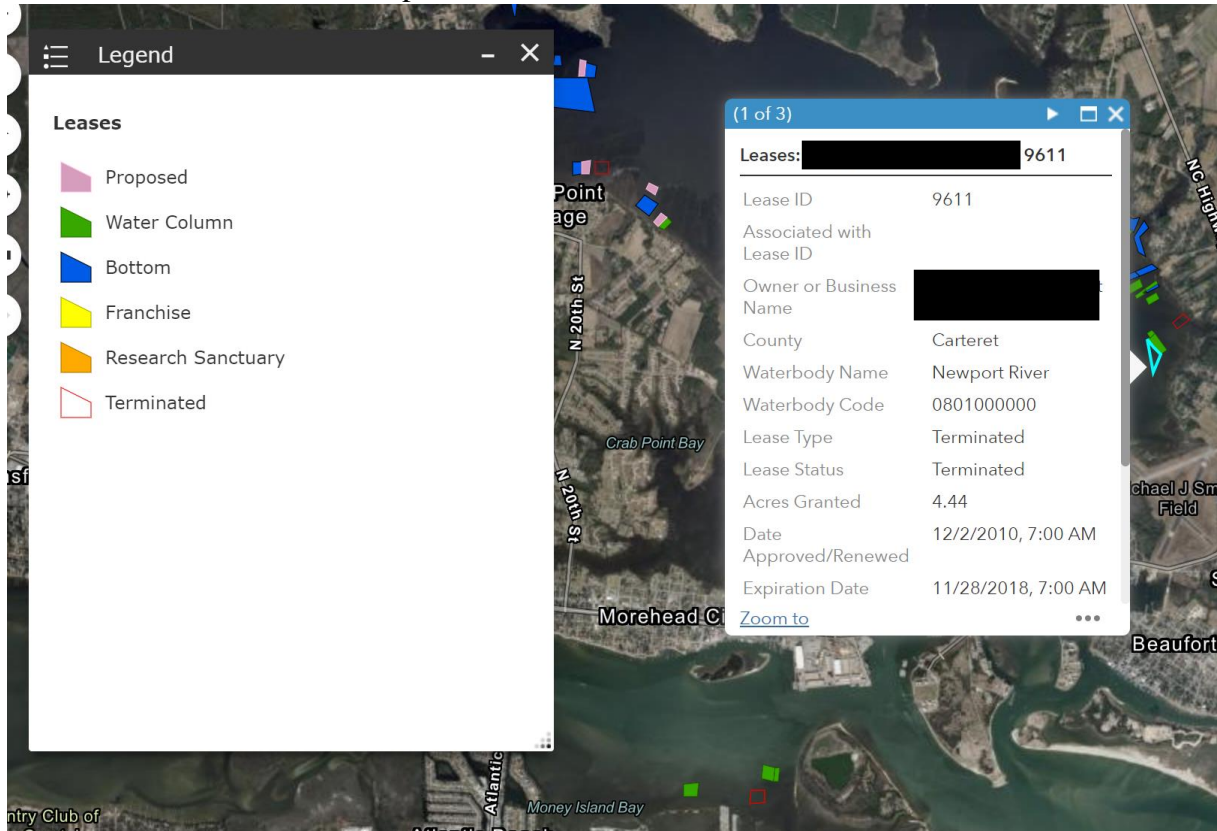 Legend
Leases
Proposed
Water Column
Bottom
Franchise
Research Sanctuary
Terminated
(1 of 3)
Leases: 9611
Lease ID 9611
Associated with
Lease ID
Owner or Business
Name
County Carteret
Waterbody Name Newport River
Waterbody Code 0801000000
Lease Type Terminated
Lease Status Terminated
Acres Granted 4.44
Date 12/2/2010, 7:00 AM
Approved/Renewed
Expiration Date 11/28/2018, 7:00 AM
Zoom to
Point
N 20th St
Crab Point Bay
N 20th St
Morehead Ci
NC High
chael J Sm
Field
Beaufort
Atlantic
Money Island Bay
ntry Club of